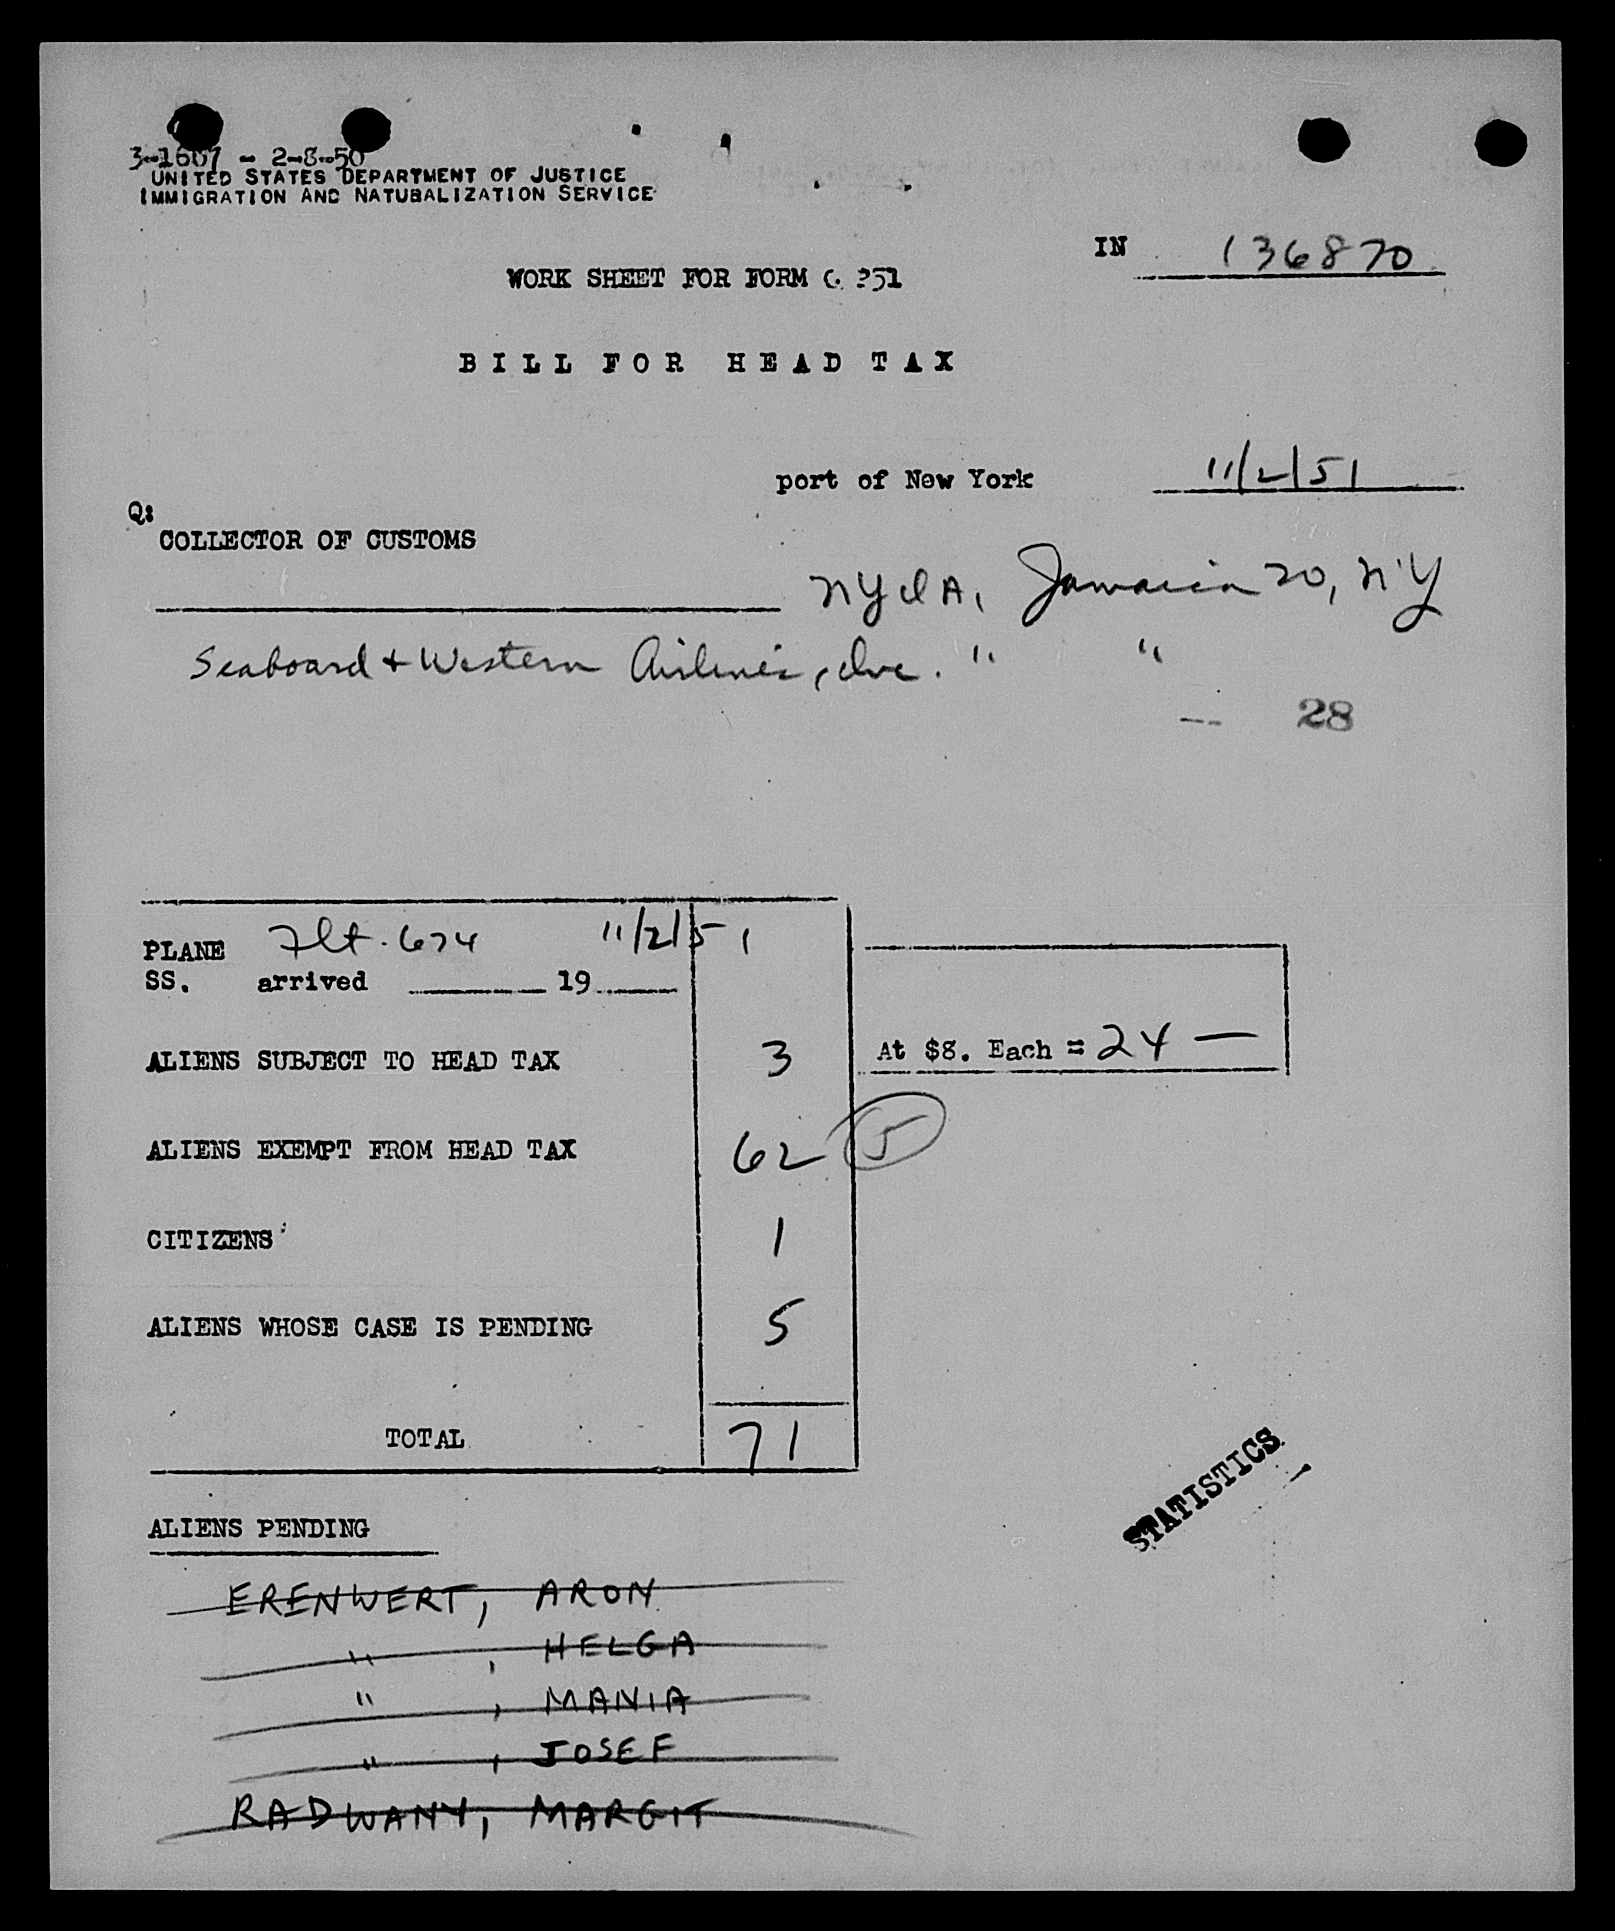 3-1607 - 2-8-50
UNITED STATES DEPARTMENT OF JUSTICE
IMMIGRATION AND NATURALIZATION SERVICE
IN 136870
WORK SHEET FOR FORM G 351
BILL FOR HEAD TAX
port of New York 11/2/51
Q:
COLLECTOR OF CUSTOMS
NYIA, Jamaica 20, NY
Seaboard + Western Airlines, Inc. " "
-- 28
PLANE Flt. 674 11/2/51
SS. arrived 19
ALIENS SUBJECT TO HEAD TAX 3 At $8. Each = 24 —
ALIENS EXEMPT FROM HEAD TAX 62 5
CITIZENS 1
ALIENS WHOSE CASE IS PENDING 5
TOTAL 71
STATISTICS
ALIENS PENDING
ERENWERT, ARON
" , HELGA
" , MANIA
" , JOSEF
RADWANY, MARGIT